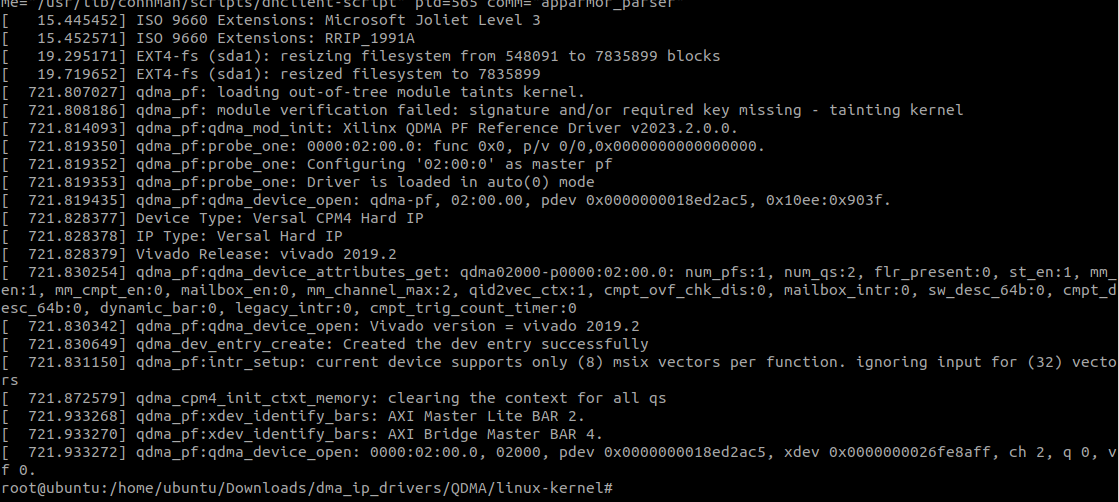 me="/usr/lib/connman/scripts/dhclient-script" pid=565 comm="apparmor_parser"
[   15.445452] ISO 9660 Extensions: Microsoft Joliet Level 3
[   15.452571] ISO 9660 Extensions: RRIP_1991A
[   19.295171] EXT4-fs (sda1): resizing filesystem from 548091 to 7835899 blocks
[   19.719652] EXT4-fs (sda1): resized filesystem to 7835899
[  721.807027] qdma_pf: loading out-of-tree module taints kernel.
[  721.808186] qdma_pf: module verification failed: signature and/or required key missing - tainting kernel
[  721.814093] qdma_pf:qdma_mod_init: Xilinx QDMA PF Reference Driver v2023.2.0.0.
[  721.819350] qdma_pf:probe_one: 0000:02:00.0: func 0x0, p/v 0/0,0x0000000000000000.
[  721.819352] qdma_pf:probe_one: Configuring '02:00:0' as master pf
[  721.819353] qdma_pf:probe_one: Driver is loaded in auto(0) mode
[  721.819435] qdma_pf:qdma_device_open: qdma-pf, 02:00.00, pdev 0x0000000018ed2ac5, 0x10ee:0x903f.
[  721.828377] Device Type: Versal CPM4 Hard IP
[  721.828378] IP Type: Versal Hard IP
[  721.828379] Vivado Release: vivado 2019.2
[  721.830254] qdma_pf:qdma_device_attributes_get: qdma02000-p0000:02:00.0: num_pfs:1, num_qs:2, flr_present:0, st_en:1, mm_
en:1, mm_cmpt_en:0, mailbox_en:0, mm_channel_max:2, qid2vec_ctx:1, cmpt_ovf_chk_dis:0, mailbox_intr:0, sw_desc_64b:0, cmpt_d
esc_64b:0, dynamic_bar:0, legacy_intr:0, cmpt_trig_count_timer:0
[  721.830342] qdma_pf:qdma_device_open: Vivado version = vivado 2019.2
[  721.830649] qdma_dev_entry_create: Created the dev entry successfully
[  721.831150] qdma_pf:intr_setup: current device supports only (8) msix vectors per function. ignoring input for (32) vecto
rs
[  721.872579] qdma_cpm4_init_ctxt_memory: clearing the context for all qs
[  721.933268] qdma_pf:xdev_identify_bars: AXI Master Lite BAR 2.
[  721.933270] qdma_pf:xdev_identify_bars: AXI Bridge Master BAR 4.
[  721.933272] qdma_pf:qdma_device_open: 0000:02:00.0, 02000, pdev 0x0000000018ed2ac5, xdev 0x0000000026fe8aff, ch 2, q 0, v
f 0.
root@ubuntu:/home/ubuntu/Downloads/dma_ip_drivers/QDMA/linux-kernel#